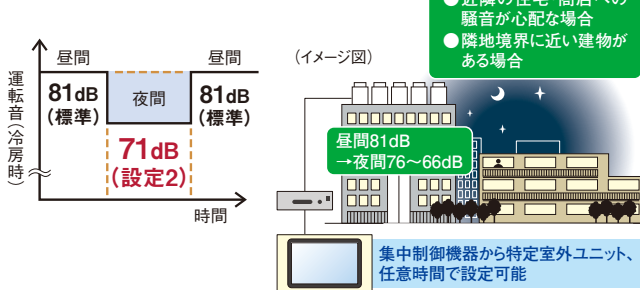 ●近隣の住宅・商店への
騒音が心配な場合
●隣地境界に近い建物が
ある場合
運転音(冷房時)
昼間
81dB
(標準)
夜間
71dB
(設定2)
昼間
81dB
(標準)
時間
(イメージ図)
昼間81dB
→夜間76~66dB
集中制御機器から特定室外ユニット、
任意時間で設定可能